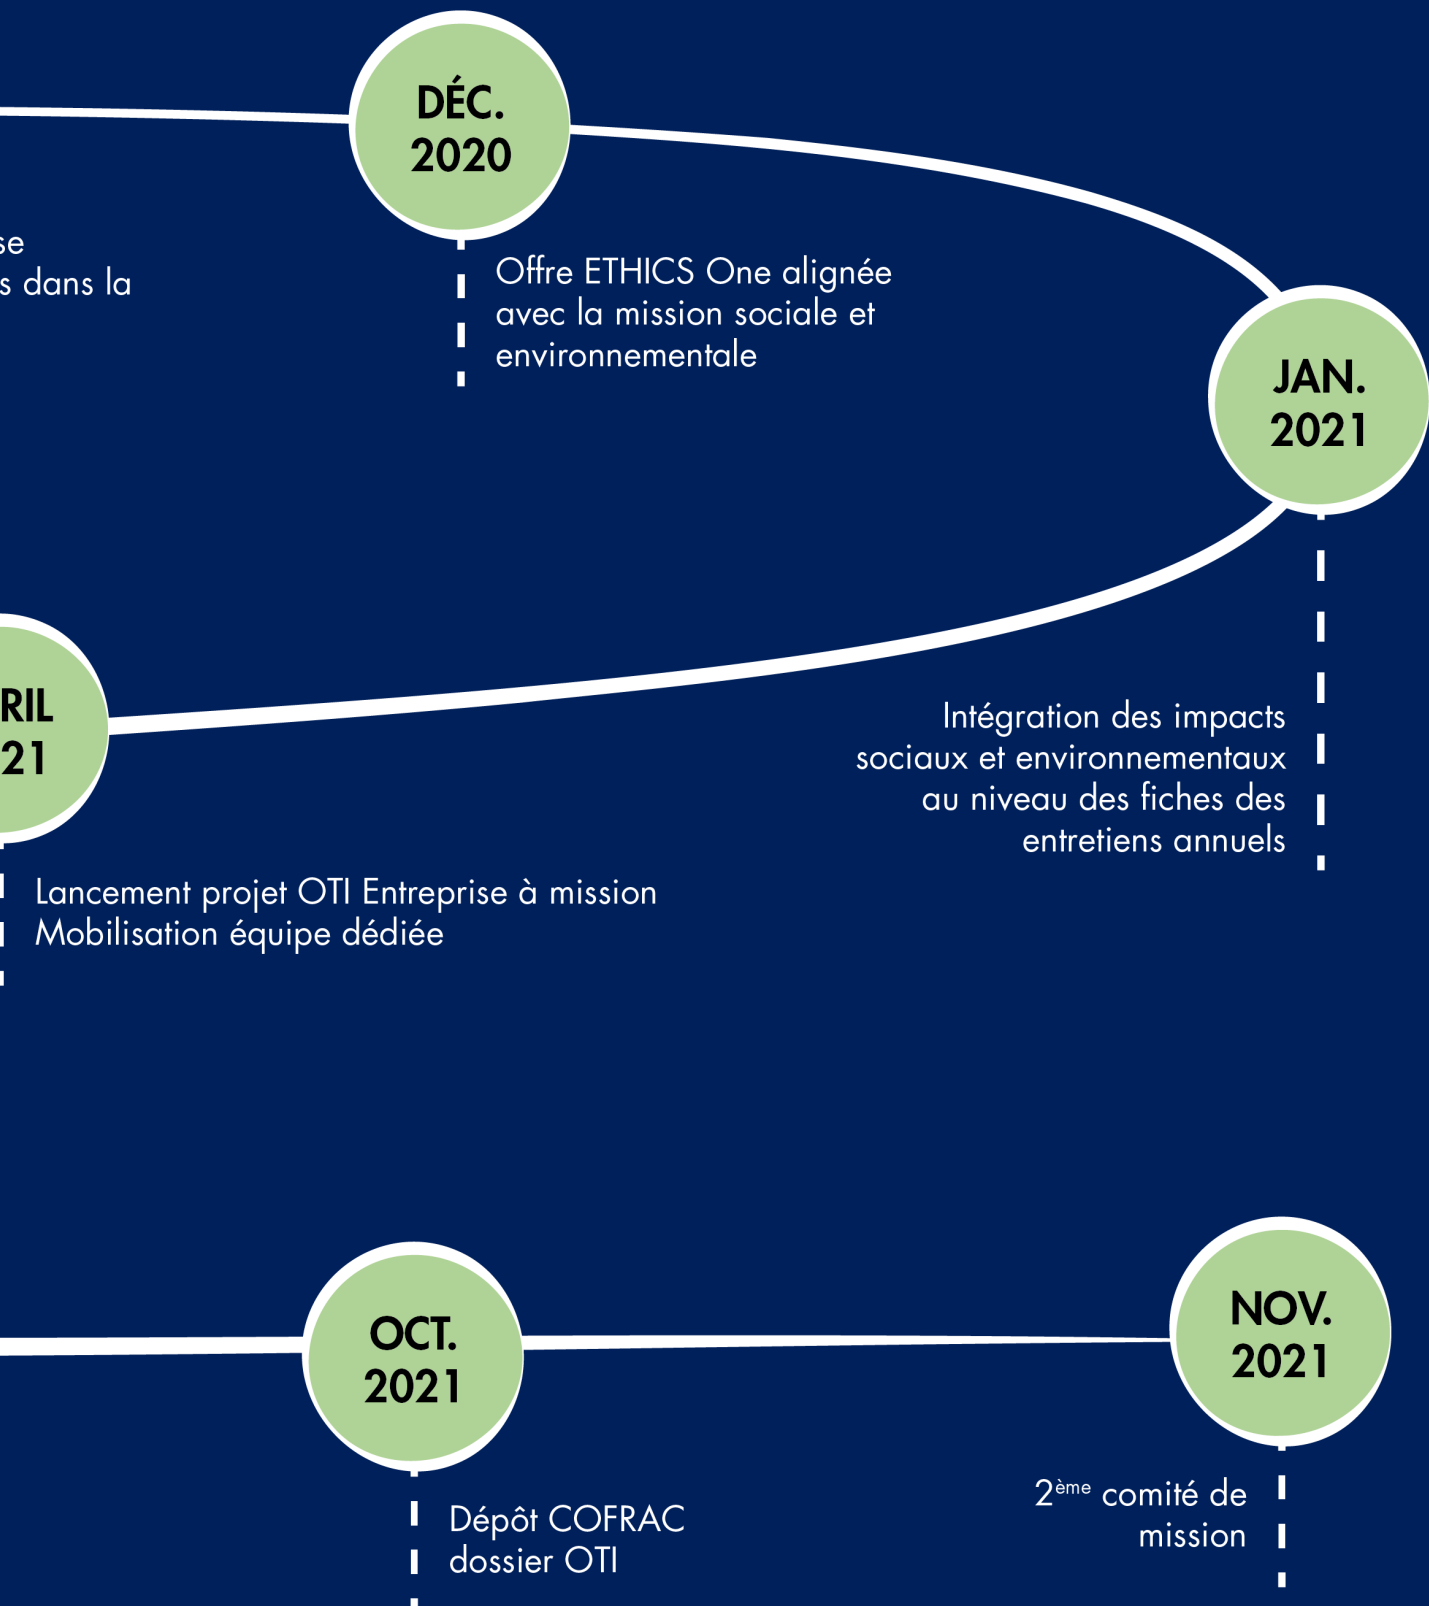 DÉC.
2020
se
s dans la
Offre ETHICS One alignée
avec la mission sociale et
environnementale
JAN.
2021
Intégration des impacts
sociaux et environnementaux
au niveau des fiches des
entretiens annuels
RIL
21
Lancement projet OTI Entreprise à mission
Mobilisation équipe dédiée
OCT.
2021
Dépôt COFRAC
dossier OTI
NOV.
2021
2ème comité de
mission